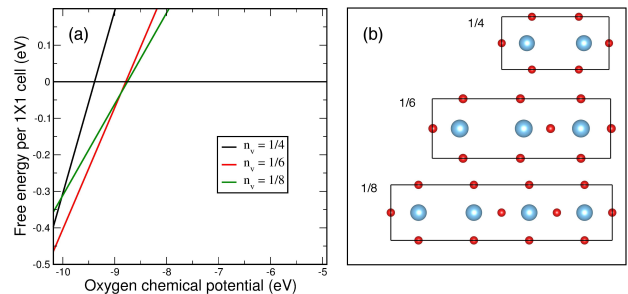 (a)
0.1
0
-0.1
-0.2
-0.3
-0.4
-0.5
Free energy per 1X1 cell (eV)
n_v = 1/4
n_v = 1/6
n_v = 1/8
-10 -9 -8 -7 -6 -5
Oxygen chemical potential (eV)
(b)
1/4
1/6
1/8